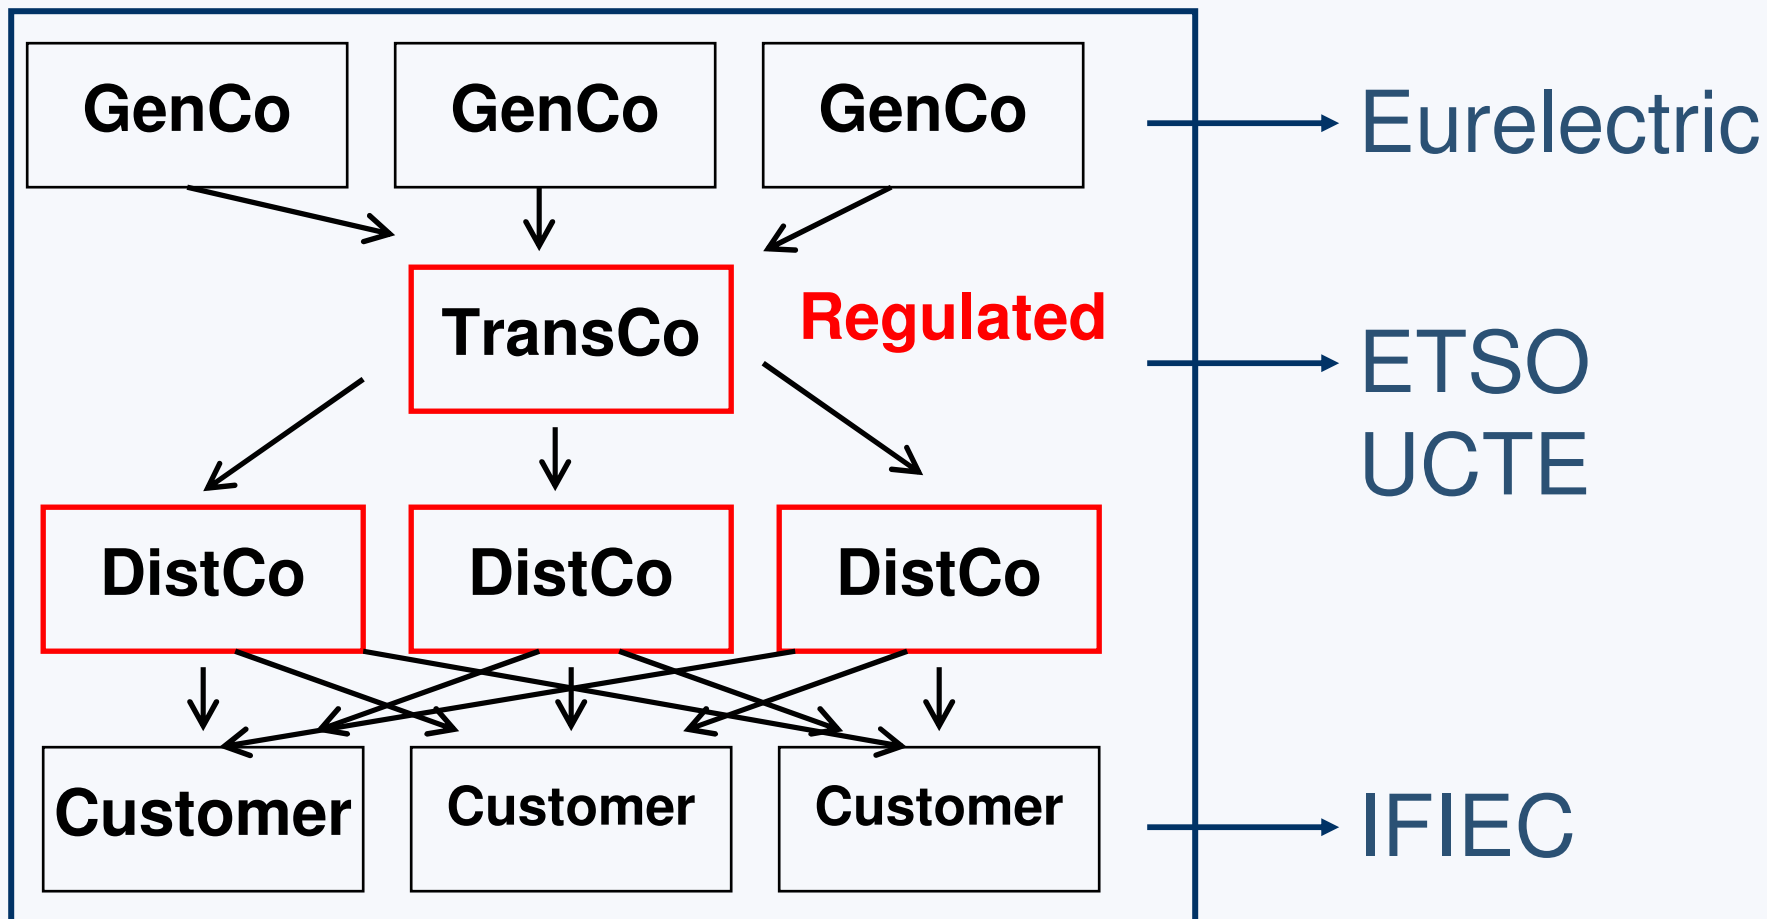 GenCo GenCo GenCo Eurelectric
TransCo Regulated ETSO
UCTE
DistCo DistCo DistCo
Customer Customer Customer IFIEC